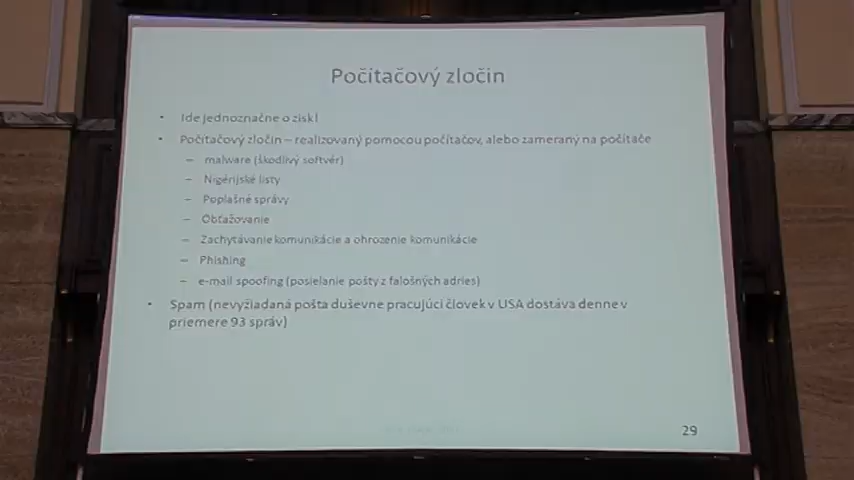 Počítačový zločin
• Ide jednoznačne o zisk!
• Počítačový zločin – realizovaný pomocou počítačov, alebo zameraný na počítače
– malware (škodlivý softvér)
– Nigérijské listy
– Poplašné správy
– Obťažovanie
– Zachytávanie komunikácie a ohrozenie komunikácie
– Phishing
– e-mail spoofing (posielanie pošty z falošných adries)
• Spam (nevyžiadaná pošta duševne pracujúci človek v USA dostáva denne v
priemere 93 správ)
29